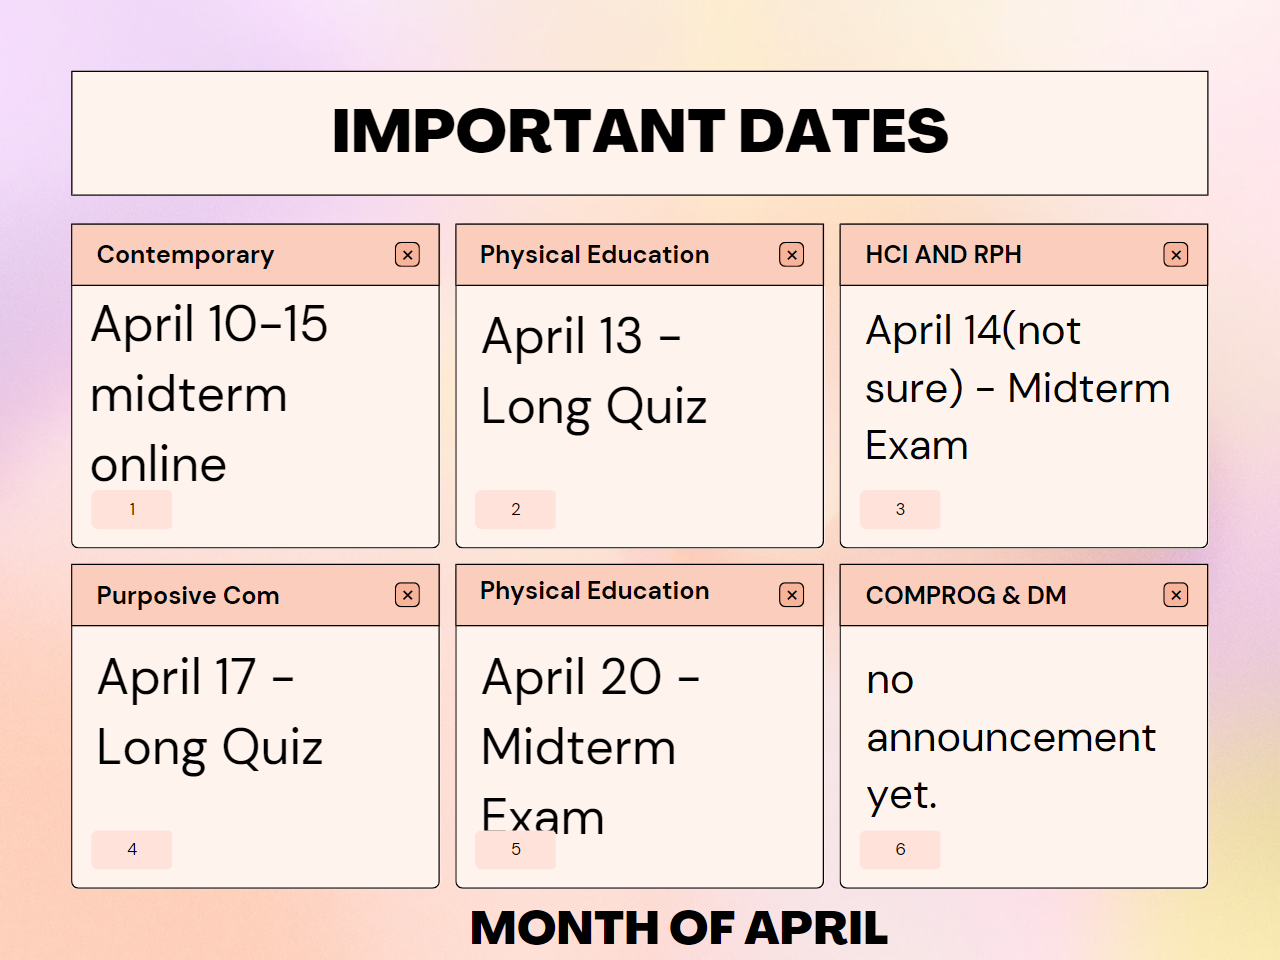 IMPORTANT DATES
Contemporary
April 10-15
midterm
online
1
Physical Education
April 13 -
Long Quiz
2
HCI AND RPH
April 14(not
sure) - Midterm
Exam
3
Purposive Com
April 17 -
Long Quiz
4
Physical Education
April 20 -
Midterm
Exam
5
COMPROG & DM
no
announcement
yet.
6
MONTH OF APRIL